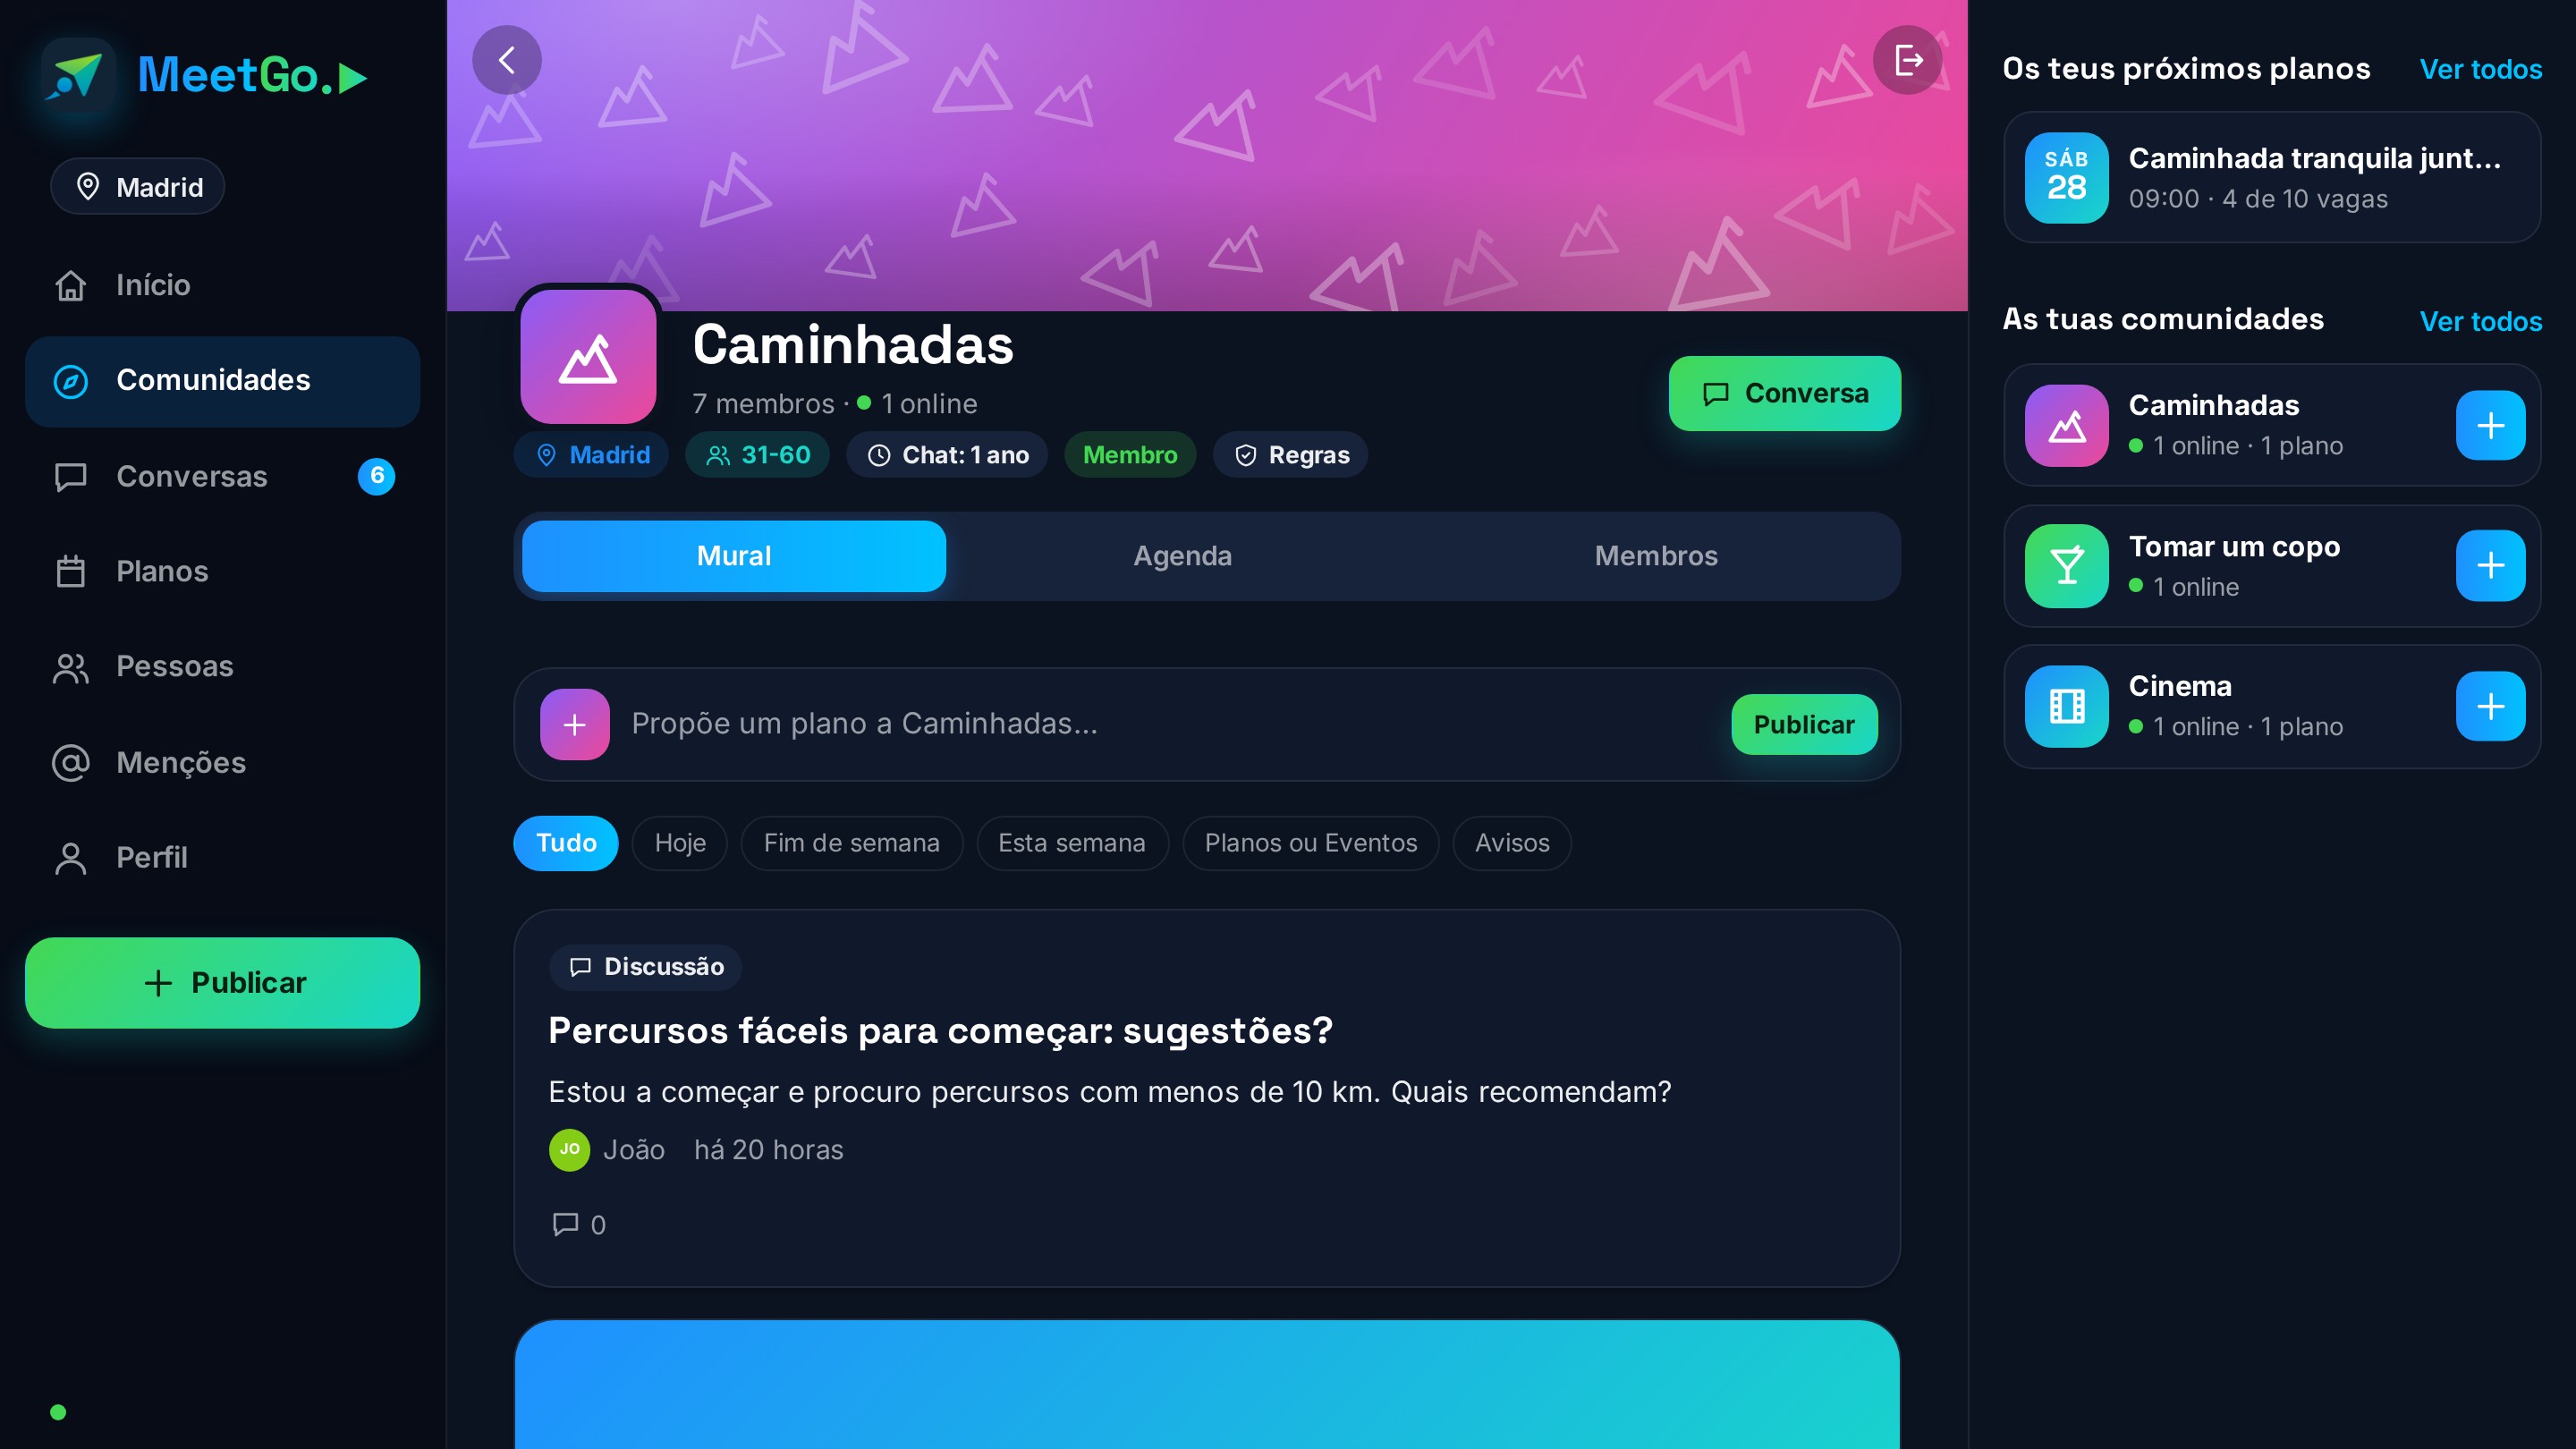 MeetGo.
Madrid
Início
Comunidades
Conversas
6
Planos
Pessoas
Menções
Perfil
Publicar
Caminhadas
7 membros · 1 online
Conversa
Madrid
31-60
Chat: 1 ano
Membro
Regras
Mural
Agenda
Membros
Propõe um plano a Caminhadas...
Publicar
Tudo
Hoje
Fim de semana
Esta semana
Planos ou Eventos
Avisos
Discussão
Percursos fáceis para começar: sugestões?
Estou a começar e procuro percursos com menos de 10 km. Quais recomendam?
JO
João há 20 horas
0
Os teus próximos planos
Ver todos
SÁB
28
Caminhada tranquila junt...
09:00 · 4 de 10 vagas
As tuas comunidades
Ver todos
Caminhadas
1 online · 1 plano
Tomar um copo
1 online
Cinema
1 online · 1 plano